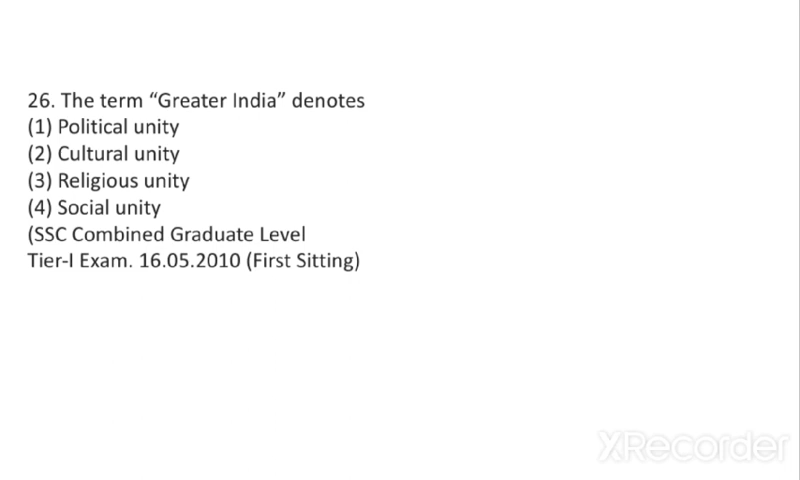 26. The term “Greater India” denotes
(1) Political unity
(2) Cultural unity
(3) Religious unity
(4) Social unity
(SSC Combined Graduate Level
Tier-I Exam. 16.05.2010 (First Sitting)
XRecorder